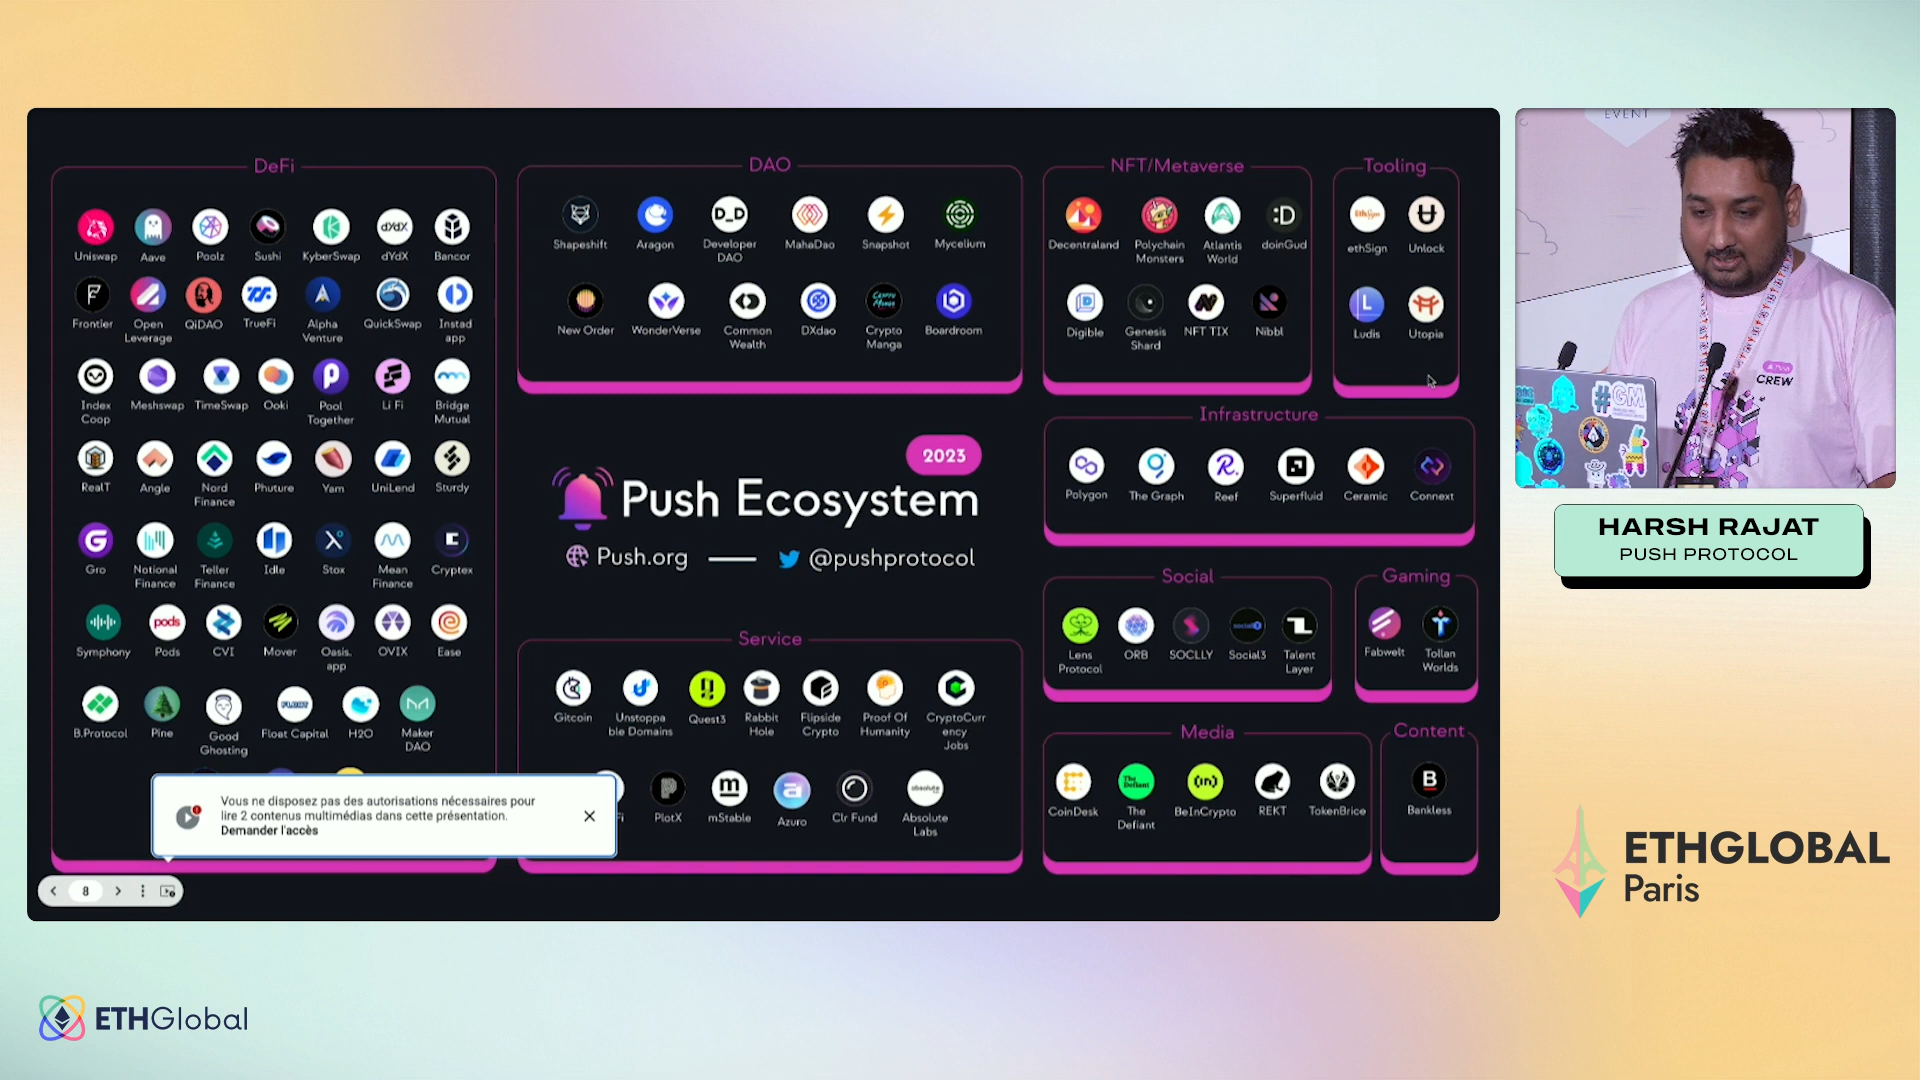 DeFi
Uniswap Aave Poolz Sushi KyberSwap dYdX Bancor
Frontier Open Leverage QiDAO TrueFi Alpha Venture QuickSwap Instad app
Index Coop Meshswap TimeSwap Ooki Pool Together Li Fi Bridge Mutual
RealT Angle Nord Finance Phuture Yam UniLend Sturdy
Gro Notional Finance Teller Finance Idle Stox Mean Finance Cryptex
Symphony Pods CVI Mover Oasis. app OVIX Ease
B.Protocol Pine Good Ghosting Float Capital H2O Maker DAO
Vous ne disposez pas des autorisations nécessaires pour
lire 2 contenus multimédias dans cette présentation.
Demander l'accès
8
DAO
Shapeshift Aragon Developer DAO MahaDao Snapshot Mycelium
New Order WonderVerse Common Wealth DXdao Crypto Manga Boardroom
2023
Push Ecosystem
Push.org — @pushprotocol
Service
Gitcoin Unstoppa ble Domains Quest3 Rabbit Hole Flipside Crypto Proof Of Humanity CryptoCurr ency Jobs
Fi PlotX mStable Azuro Clr Fund Absolute Labs
NFT/Metaverse
Decentraland Polychain Monsters Atlantis World doinGud
Digible Genesis Shard NFT TIX Nibbl
Tooling
ethSign Unlock
Ludis Utopia
Infrastructure
Polygon The Graph Reef Superfluid Ceramic Connext
Social
Lens Protocol ORB SOCLLY Social3 Talent Layer
Gaming
Fabwelt Tollan Worlds
Media
CoinDesk The Defiant BeInCrypto REKT TokenBrice
Content
Bankless
EVENT
CREW
#GM
HARSH RAJAT
PUSH PROTOCOL
ETHGLOBAL
Paris
ETHGlobal